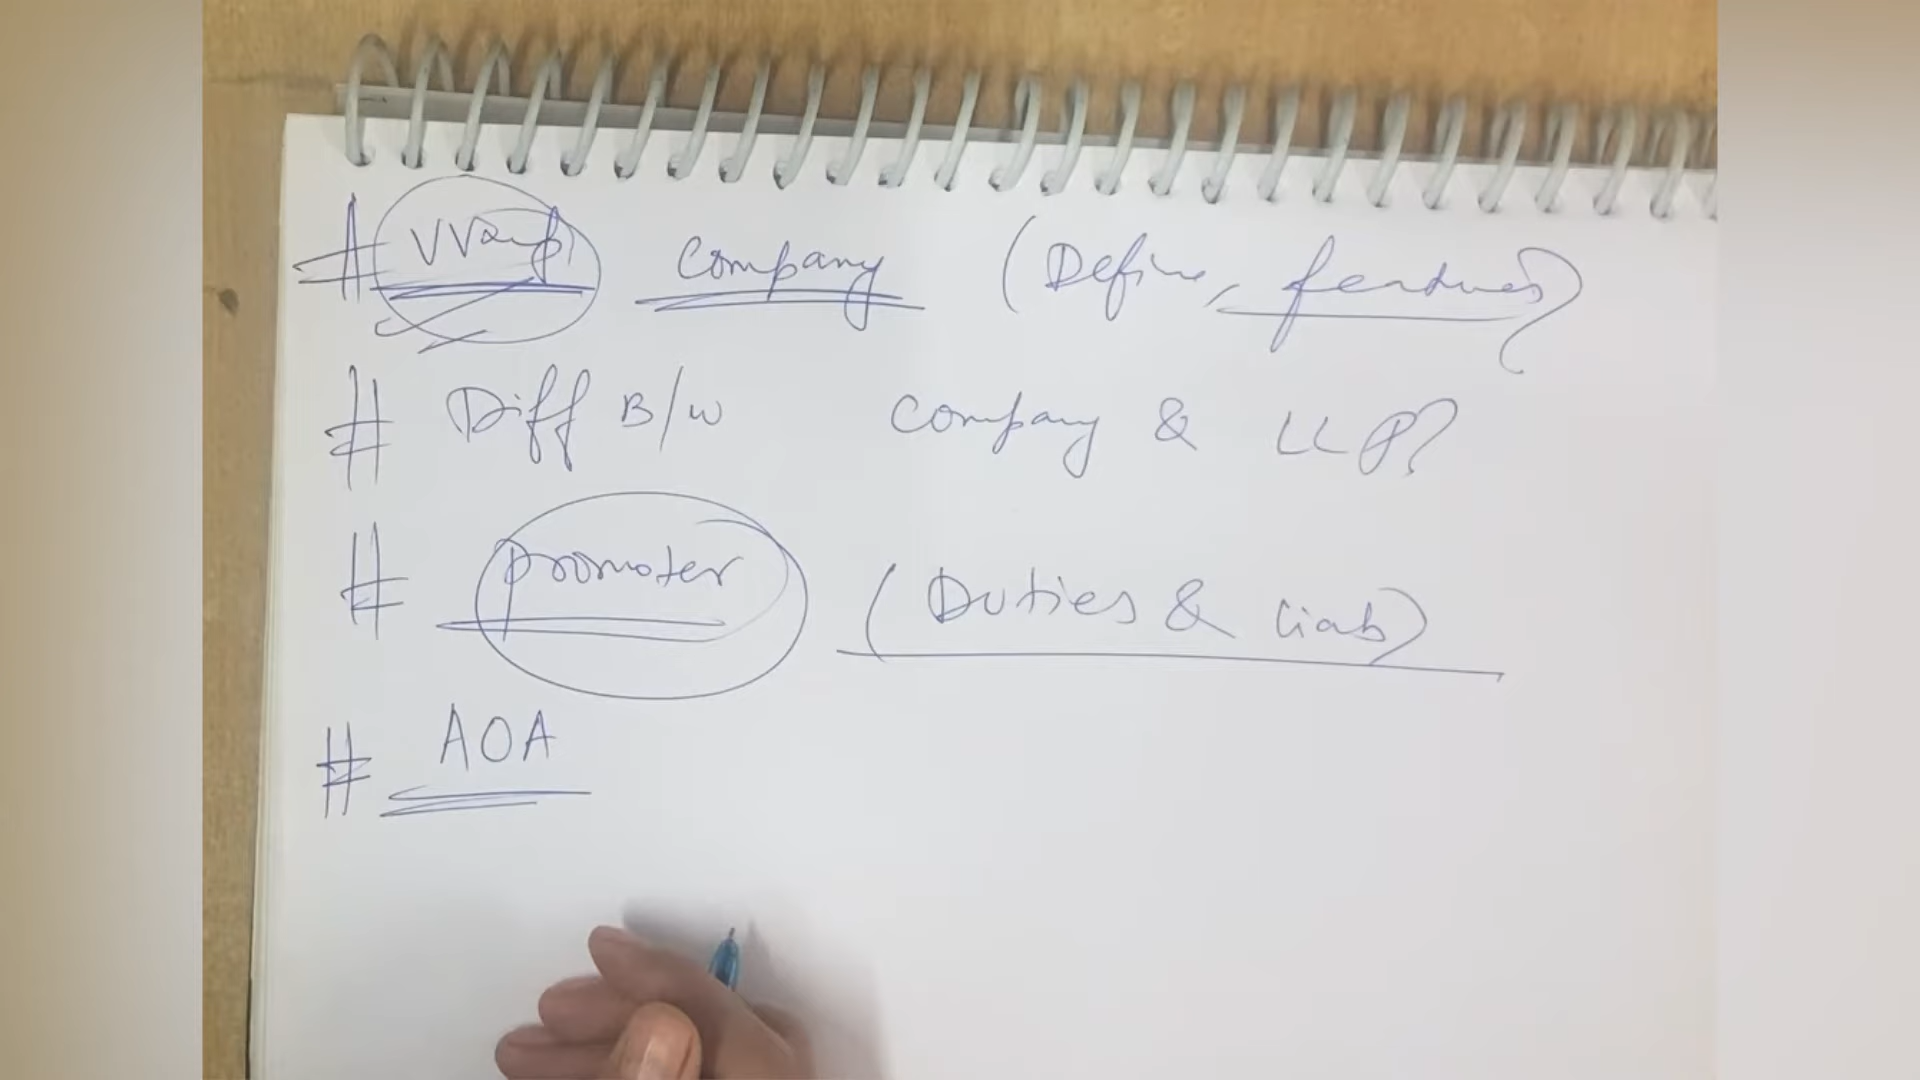 # VVImp Company (Define, features)
# Diff B/w Company & LLP?
# promoter (Duties & liab)
# AOA